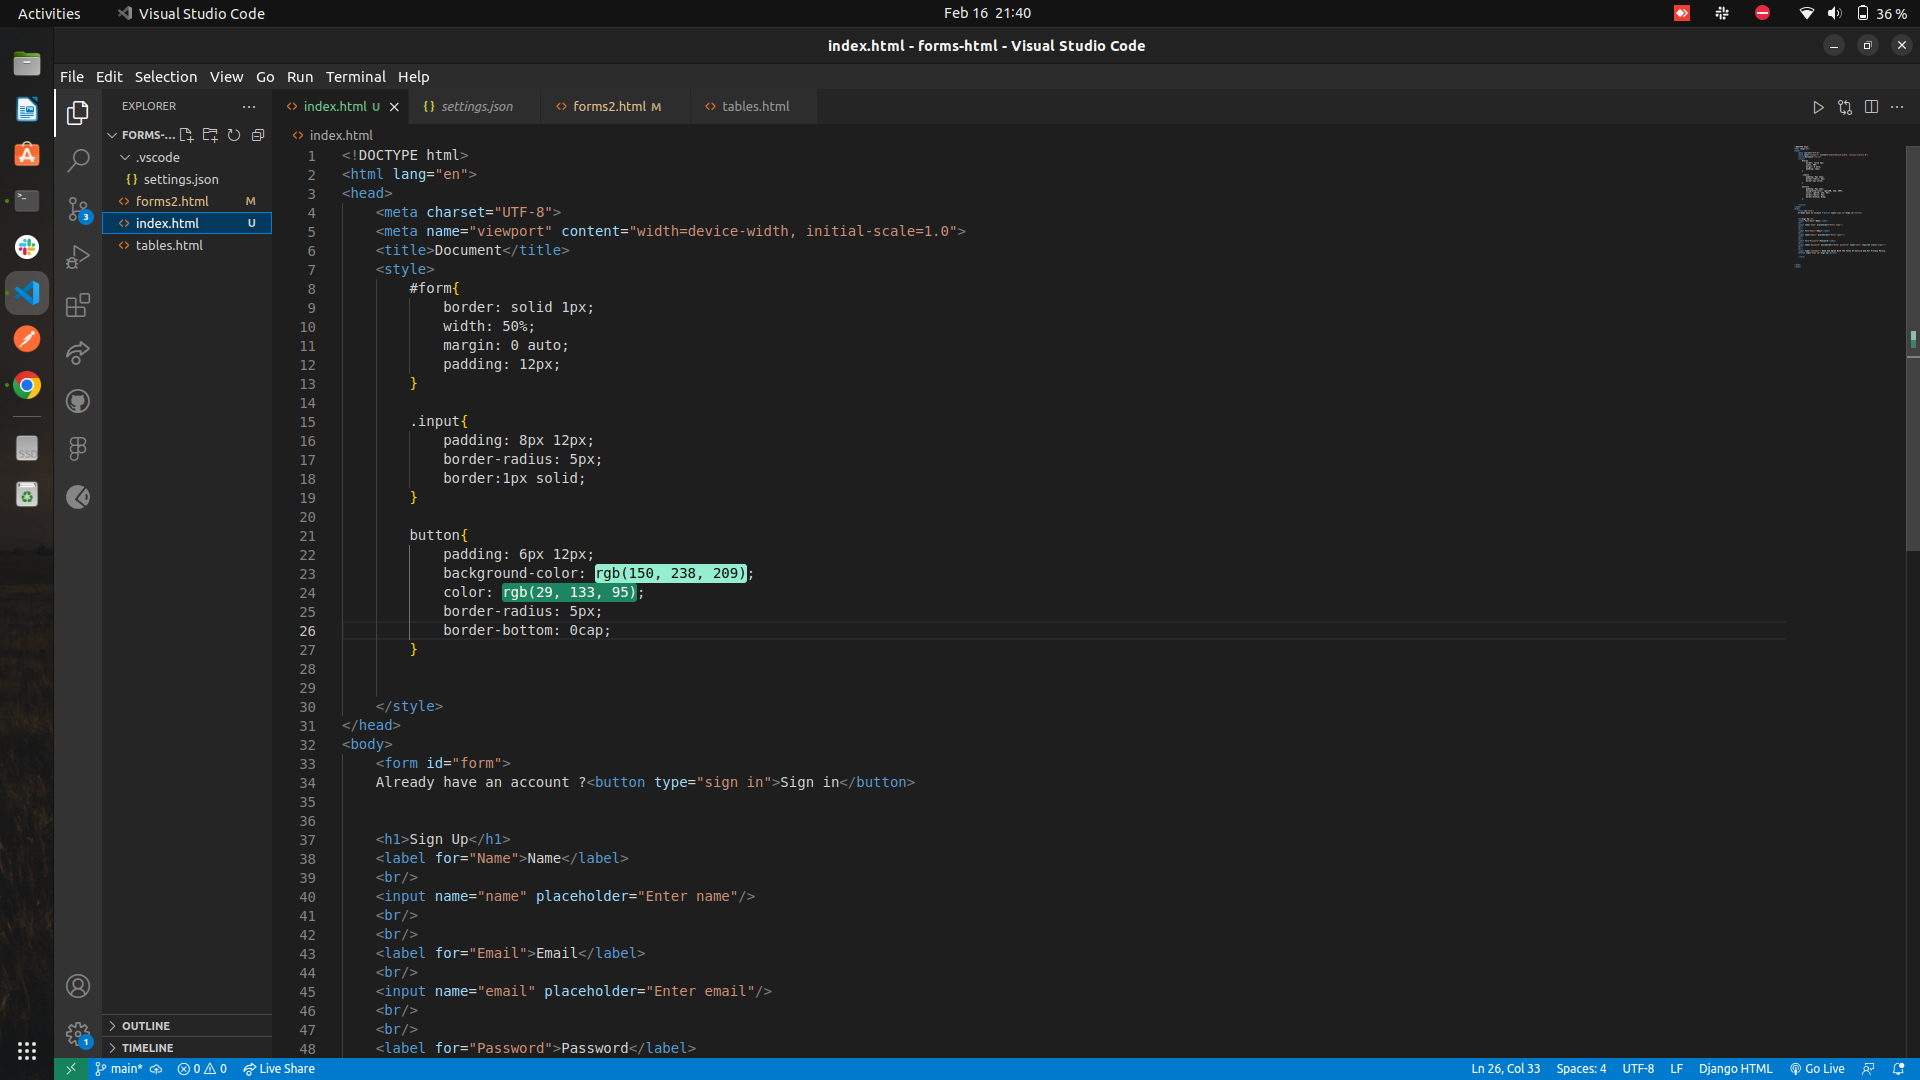 Activities
Visual Studio Code
Feb 16 21:40
36 %
index.html - forms-html - Visual Studio Code
File Edit Selection View Go Run Terminal Help
EXPLORER
index.html U
settings.json
forms2.html M
tables.html
FORMS-...
.vscode
settings.json
forms2.html M
index.html U
tables.html
3
index.html
1 <!DOCTYPE html>
2 <html lang="en">
3 <head>
4 <meta charset="UTF-8">
5 <meta name="viewport" content="width=device-width, initial-scale=1.0">
6 <title>Document</title>
7 <style>
8 #form{
9 border: solid 1px;
10 width: 50%;
11 margin: 0 auto;
12 padding: 12px;
13 }
14
15 .input{
16 padding: 8px 12px;
17 border-radius: 5px;
18 border:1px solid;
19 }
20
21 button{
22 padding: 6px 12px;
23 background-color: rgb(150, 238, 209);
24 color: rgb(29, 133, 95);
25 border-radius: 5px;
26 border-bottom: 0cap;
27 }
28
29
30 </style>
31 </head>
32 <body>
33 <form id="form">
34 Already have an account ?<button type="sign in">Sign in</button>
35
36
37 <h1>Sign Up</h1>
38 <label for="Name">Name</label>
39 <br/>
40 <input name="name" placeholder="Enter name"/>
41 <br/>
42 <br/>
43 <label for="Email">Email</label>
44 <br/>
45 <input name="email" placeholder="Enter email"/>
46 <br/>
47 <br/>
48 <label for="Password">Password</label>
SSD
1
OUTLINE
TIMELINE
main* 0 0 Live Share
Ln 26, Col 33 Spaces: 4 UTF-8 LF Django HTML Go Live